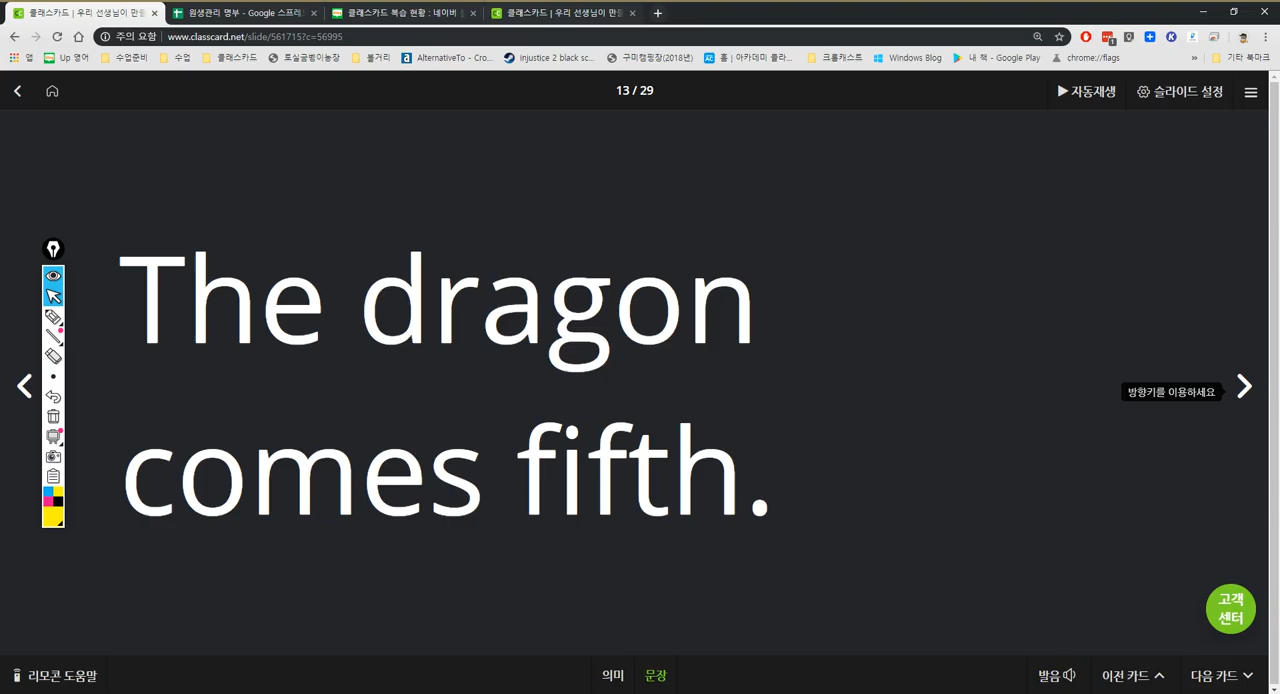 클래스카드 | 우리 선생님이 만든
원생관리 명부 - Google 스프레
클래스카드 복습 현황 : 네이버
클래스카드 | 우리 선생님이 만든
주의 요함 | www.classcard.net/slide/561715?c=56995
앱 Up 영어 수업준비 수업 클래스카드 토실굼벵이농장 볼거리 AlternativeTo - Cro... Injustice 2 black sc... 구미캠핑장(2018년) 홈 | 아카데미 클라... 크롬캐스트 Windows Blog 내 책 - Google Play chrome://flags » 기타 북마크
13 / 29
자동재생
슬라이드 설정
The dragon
comes fifth.
방향키를 이용하세요
고객
센터
리모콘 도움말
의미
문장
발음
이전 카드
다음 카드